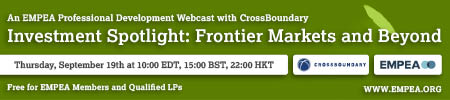 An EMPEA Professional Development Webcast with CrossBoundary
Investment Spotlight: Frontier Markets and Beyond
Thursday, September 19th at 10:00 EDT, 15:00 BST, 22:00 HKT
CROSSBOUNDARY
EMPEA
Free for EMPEA Members and Qualified LPs
WWW.EMPEA.ORG